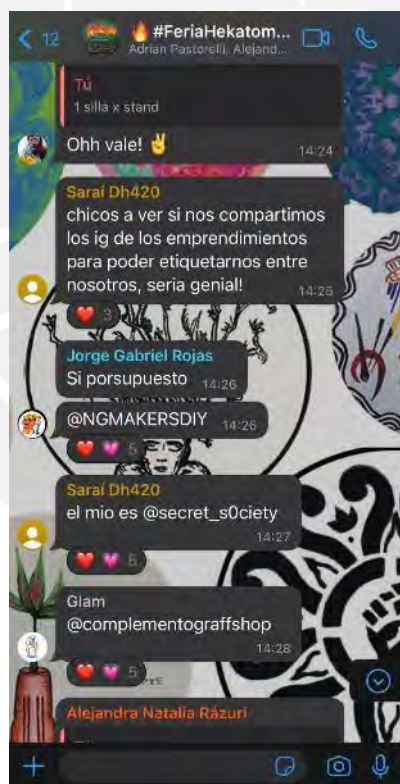 12
🔥 #FeriaHekatom...
Adrian Pastorelli, Alejand...
Tú
1 silla x stand
Ohh vale! ✌️
14:24
Saraí Dh420
chicos a ver si nos compartimos
los ig de los emprendimientos
para poder etiquetarnos entre
nosotros, seria genial!
14:25
3
Jorge Gabriel Rojas
Si porsupuesto 14:26
@NGMAKERSDIY 14:26
5
Saraí Dh420
el mio es @secret_s0ciety
14:27
Glam
@complementograffshop
14:28
5
Alejandra Natalia Rázuri